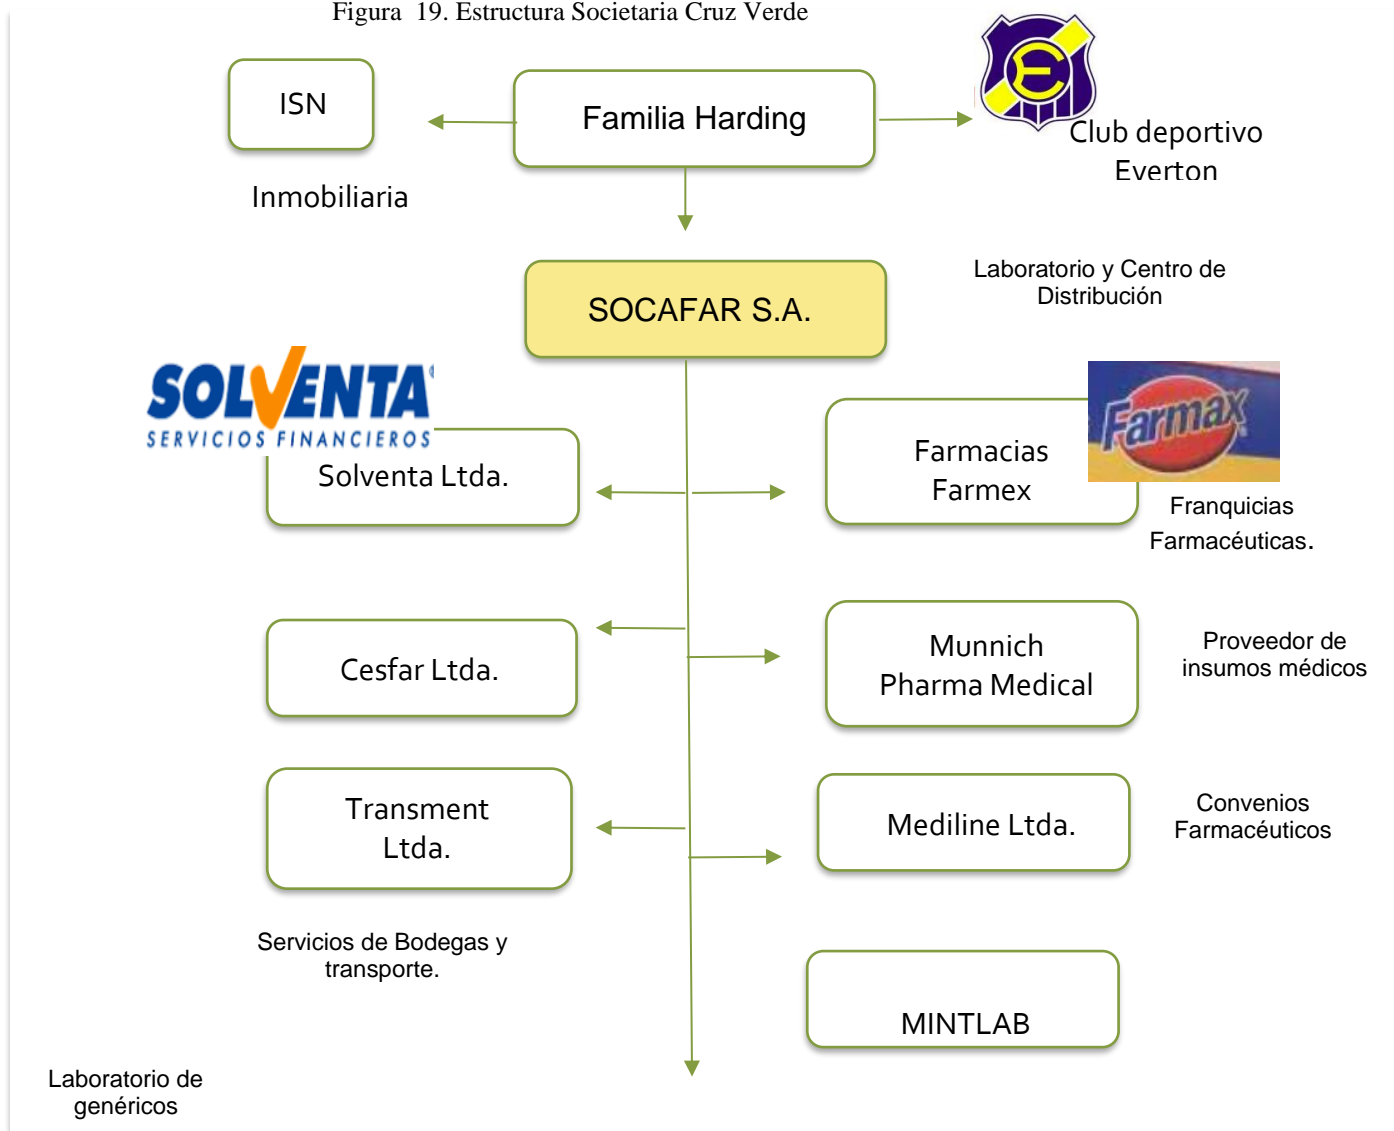 Figura 19. Estructura Societaria Cruz Verde
ISN
Familia Harding
E
Club deportivo
Everton
Inmobiliaria
SOCAFAR S.A.
Laboratorio y Centro de
Distribución
SOLVENTA
SERVICIOS FINANCIEROS
Solventa Ltda.
Farmacias
Farmex
Farmax
Franquicias
Farmacéuticas.
Cesfar Ltda.
Munnich
Pharma Medical
Proveedor de
insumos médicos
Transment
Ltda.
Mediline Ltda.
Convenios
Farmacéuticos
Servicios de Bodegas y
transporte.
MINTLAB
Laboratorio de
genéricos